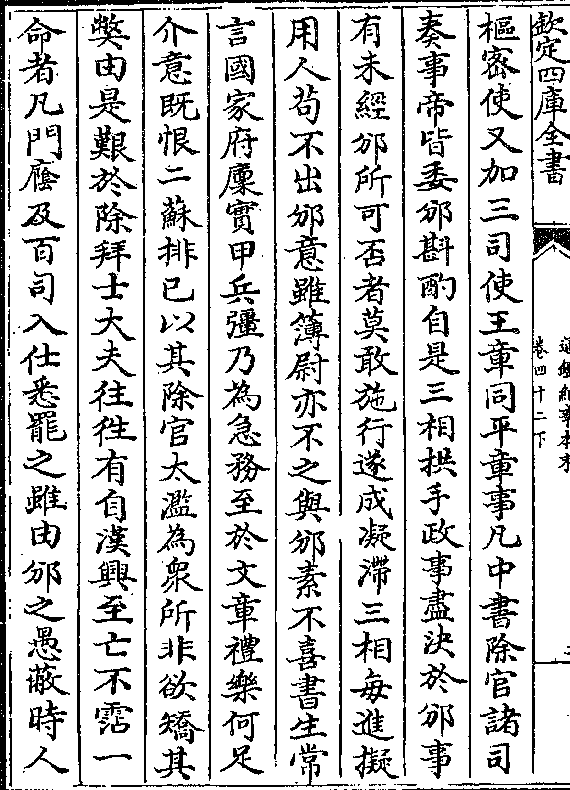 欽定四庫全書
通鑑紀事本末
卷四十二下
樞密使又加三司使王章同平章事凡中書除官諸司
奏事帝皆委邠斟酌自是三相拱手政事盡決於邠事
有未經邠所可否者莫敢施行遂成凝滯三相每進擬
用人苟不出邠意雖簿尉亦不之與邠素不喜書生常
言國家府廩實甲兵彊乃為急務至於文章禮樂何足
介意既恨二蘇排已以其除官太濫為衆所非欲矯其
弊由是艱於除拜士大夫往徃有自漢興至亡不霑一
命者凡門廕及百司入仕悉罷之雖由邠之愚蔽時人